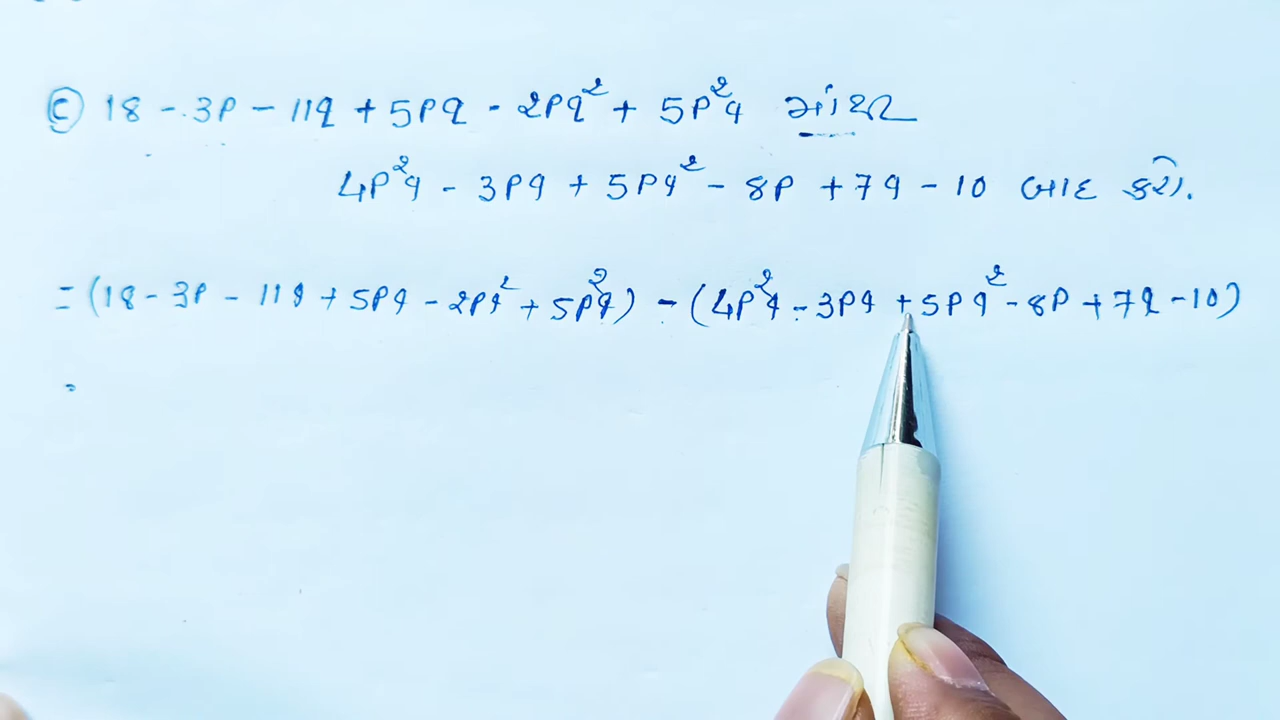 ⓒ 18 - 3p - 11q + 5pq - 2pq² + 5p²q માંથી
4p²q - 3pq + 5pq² - 8p + 7q - 10 બાદ કરો.
= (18 - 3p - 11q + 5pq - 2pq² + 5p²q) - (4p²q - 3pq + 5pq² - 8p + 7q - 10)
=